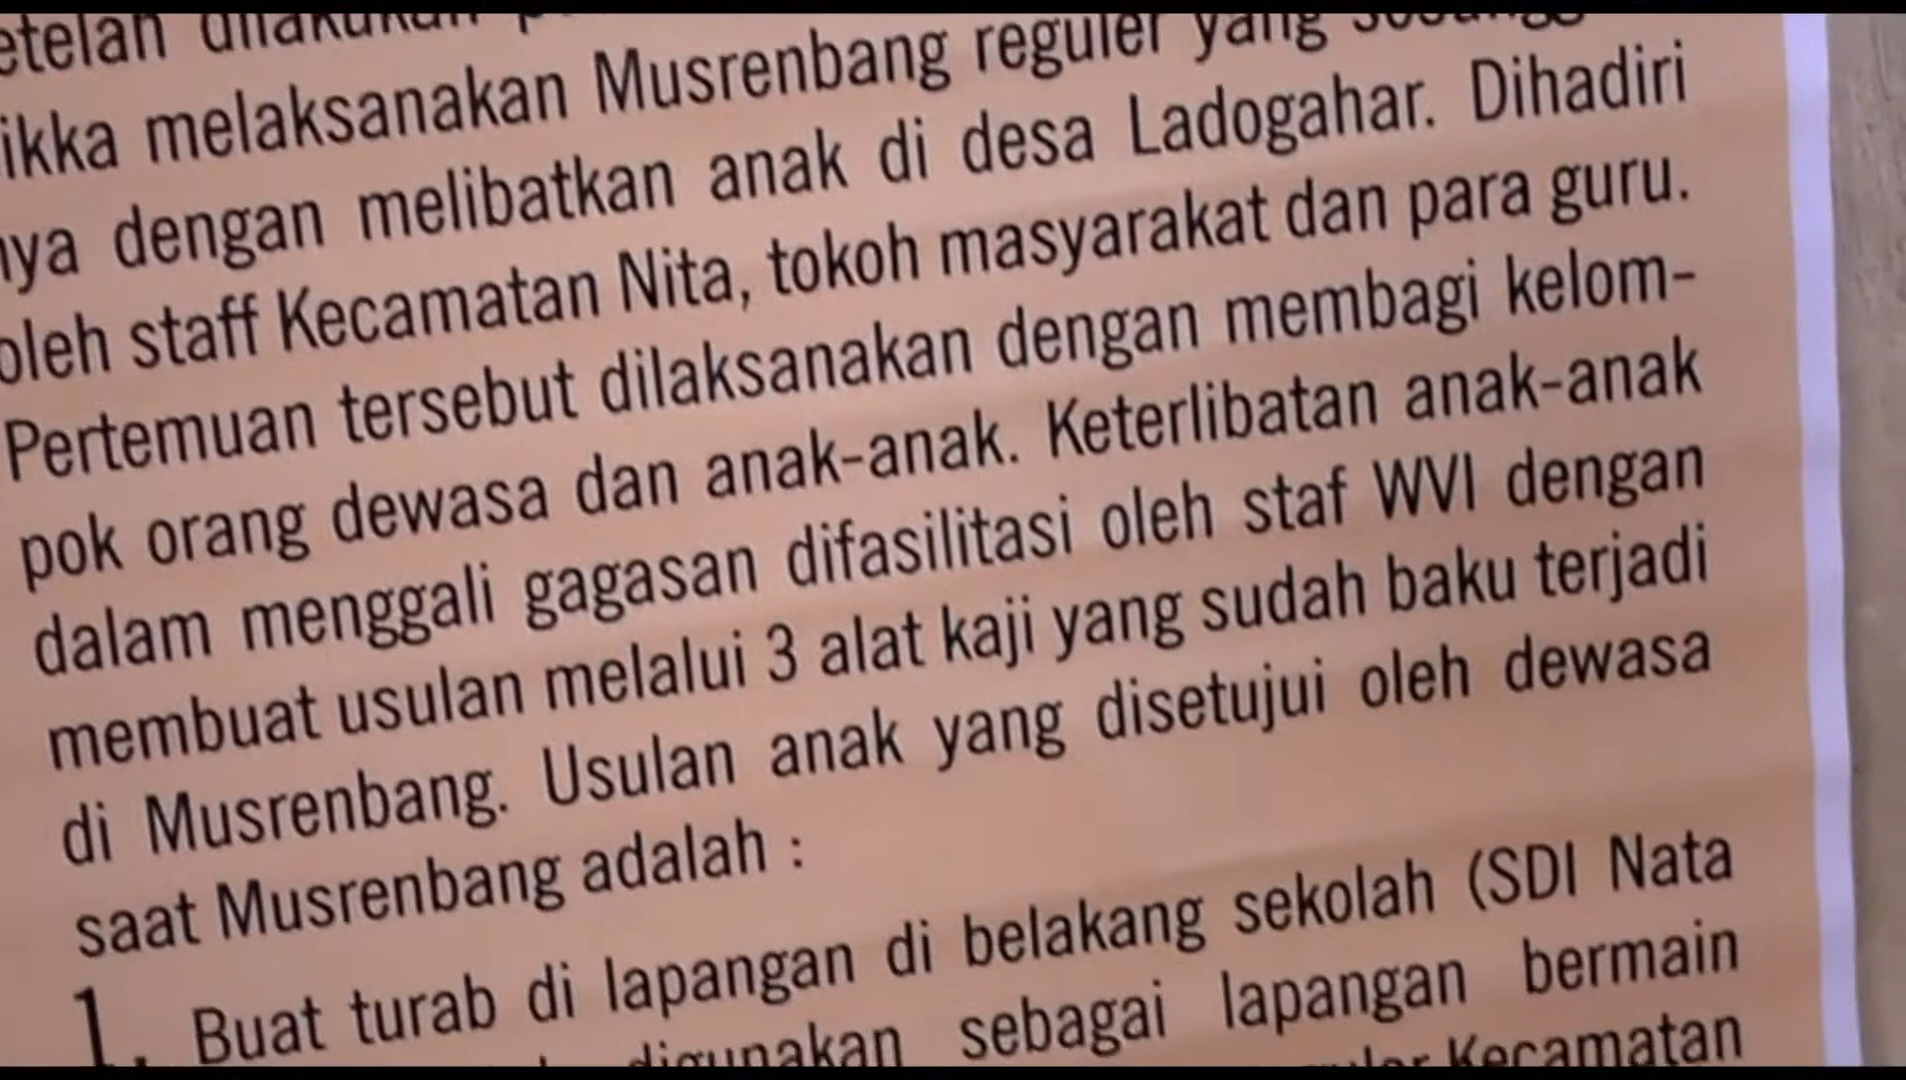 dilakukan
ikka melaksanakan Musrenbang reguler yang
nya dengan melibatkan anak di desa Ladogahar. Dihadiri
oleh staff Kecamatan Nita, tokoh masyarakat dan para guru.
Pertemuan tersebut dilaksanakan dengan membagi kelom-
pok orang dewasa dan anak-anak. Keterlibatan anak-anak
dalam menggali gagasan difasilitasi oleh staf WVI dengan
membuat usulan melalui 3 alat kaji yang sudah baku terjadi
di Musrenbang. Usulan anak yang disetujui oleh dewasa
saat Musrenbang adalah :
1. Buat turab di lapangan di belakang sekolah (SDI Nata
digunakan sebagai lapangan bermain
Kecamatan